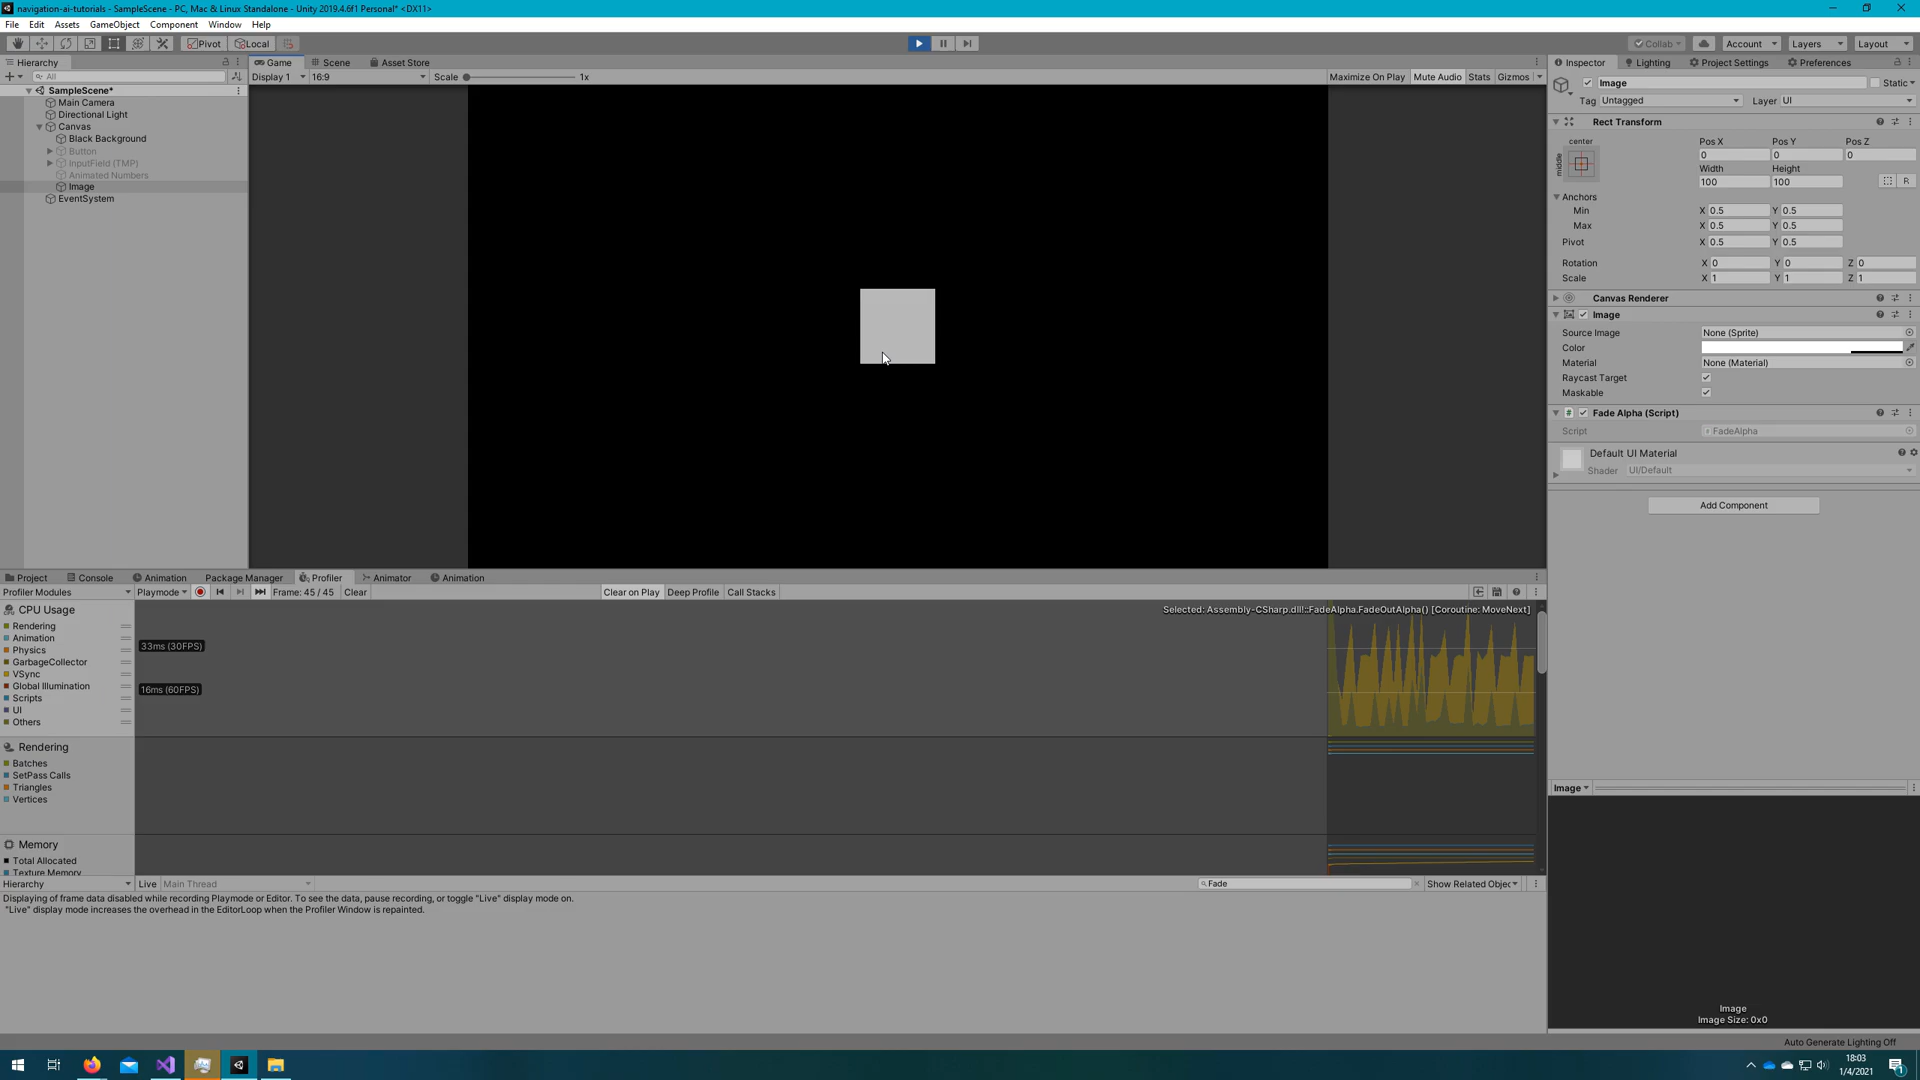 navigation-ai-tutorials - SampleScene - PC, Mac & Linux Standalone - Unity 2019.4.6f1 Personal* <DX11>
File Edit Assets GameObject Component Window Help
Pivot Local Collab Account Layers Layout
Hierarchy Game Scene Asset Store Inspector Lighting Project Settings Preferences
All Display 1 16:9 Scale 1x Maximize On Play Mute Audio Stats Gizmos
Image Static
SampleScene*
Main Camera
Directional Light
Canvas
Black Background
Button
InputField (TMP)
Animated Numbers
Image
EventSystem
Tag Untagged Layer UI
Rect Transform
center Pos X Pos Y Pos Z
middle 0 0 0
Width Height
100 100 R
Anchors
Min X 0.5 Y 0.5
Max X 0.5 Y 0.5
Pivot X 0.5 Y 0.5
Rotation X 0 Y 0 Z 0
Scale X 1 Y 1 Z 1
Canvas Renderer
Image
Source Image None (Sprite)
Color
Material None (Material)
Raycast Target
Maskable
# Fade Alpha (Script)
Script FadeAlpha
Default UI Material
Shader UI/Default
Add Component
Project Console Animation Package Manager Profiler Animator Animation
Profiler Modules Playmode Frame: 45 / 45 Clear Clear on Play Deep Profile Call Stacks
CPU Usage Selected: Assembly-CSharp.dll!::FadeAlpha.FadeOutAlpha() [Coroutine: MoveNext]
Rendering
Animation
Physics 33ms (30FPS)
GarbageCollector
VSync
Global Illumination 16ms (60FPS)
Scripts
UI
Others
Rendering
Batches
SetPass Calls
Triangles
Vertices
Memory
Total Allocated
Texture Memory
Hierarchy Live Main Thread Fade Show Related Objec
Displaying of frame data disabled while recording Playmode or Editor. To see the data, pause recording, or toggle "Live" display mode on.
"Live" display mode increases the overhead in the EditorLoop when the Profiler Window is repainted.
Image
Image
Image Size: 0x0
Auto Generate Lighting Off
18:03
1/4/2021
1